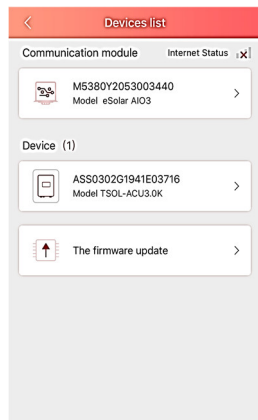 Devices list
Communication module Internet Status
M5380Y2053003440
Model eSolar AIO3
Device (1)
ASS0302G1941E03716
Model TSOL-ACU3.0K
The firmware update